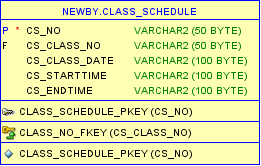 NEWBY.CLASS_SCHEDULE
P * CS_NO VARCHAR2 (50 BYTE)
F CS_CLASS_NO VARCHAR2 (50 BYTE)
CS_CLASS_DATE VARCHAR2 (100 BYTE)
CS_STARTTIME VARCHAR2 (100 BYTE)
CS_ENDTIME VARCHAR2 (100 BYTE)
CLASS_SCHEDULE_PKEY (CS_NO)
CLASS_NO_FKEY (CS_CLASS_NO)
CLASS_SCHEDULE_PKEY (CS_NO)